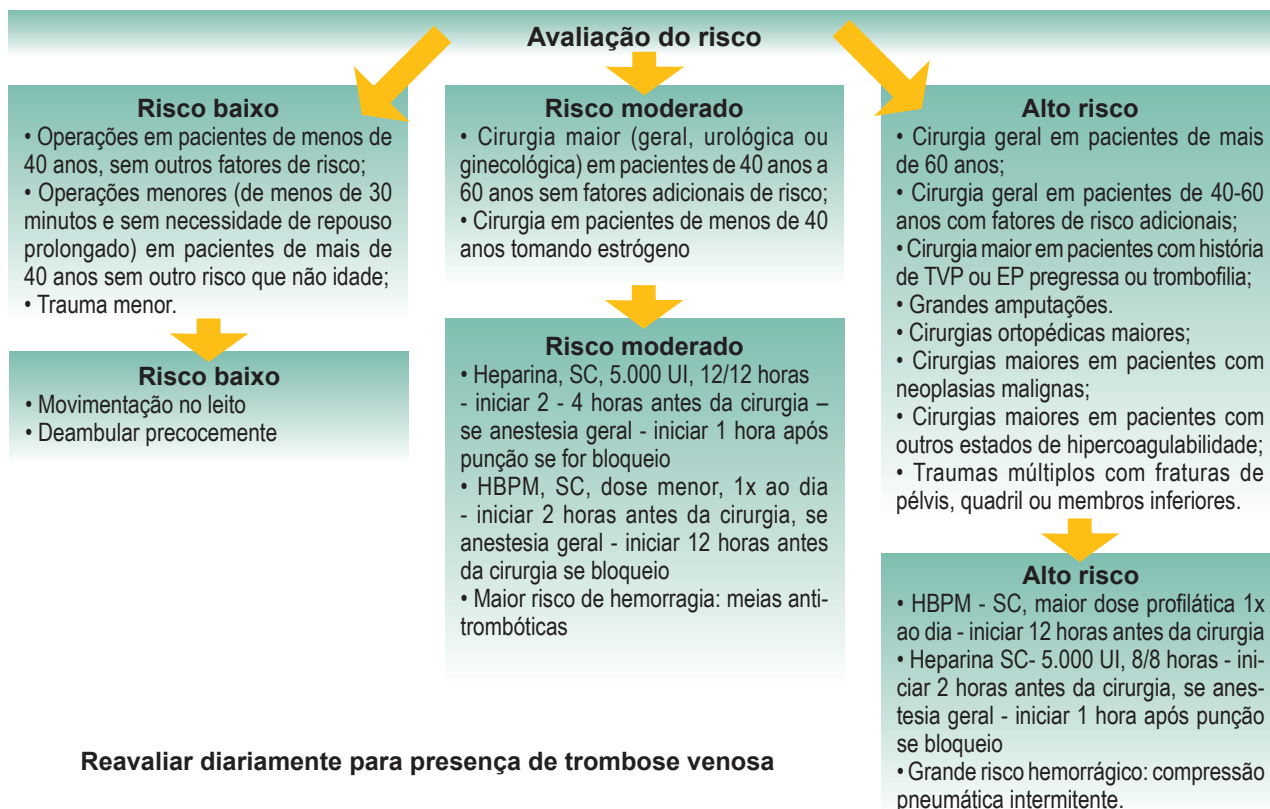 Avaliação do risco
Risco baixo
• Operações em pacientes de menos de
40 anos, sem outros fatores de risco;
• Operações menores (de menos de 30
minutos e sem necessidade de repouso
prolongado) em pacientes de mais de
40 anos sem outro risco que não idade;
• Trauma menor.
Risco baixo
• Movimentação no leito
• Deambular precocemente
Risco moderado
• Cirurgia maior (geral, urológica ou
ginecológica) em pacientes de 40 anos a
60 anos sem fatores adicionais de risco;
• Cirurgia em pacientes de menos de 40
anos tomando estrógeno
Risco moderado
• Heparina, SC, 5.000 UI, 12/12 horas
- iniciar 2 - 4 horas antes da cirurgia –
se anestesia geral - iniciar 1 hora após
punção se for bloqueio
• HBPM, SC, dose menor, 1x ao dia
- iniciar 2 horas antes da cirurgia, se
anestesia geral - iniciar 12 horas antes
da cirurgia se bloqueio
• Maior risco de hemorragia: meias anti-
trombóticas
Alto risco
• Cirurgia geral em pacientes de mais
de 60 anos;
• Cirurgia geral em pacientes de 40-60
anos com fatores de risco adicionais;
• Cirurgia maior em pacientes com história
de TVP ou EP pregressa ou trombofilia;
• Grandes amputações.
• Cirurgias ortopédicas maiores;
• Cirurgias maiores em pacientes com
neoplasias malignas;
• Cirurgias maiores em pacientes com
outros estados de hipercoagulabilidade;
• Traumas múltiplos com fraturas de
pélvis, quadril ou membros inferiores.
Alto risco
• HBPM - SC, maior dose profilática 1x
ao dia - iniciar 12 horas antes da cirurgia
• Heparina SC- 5.000 UI, 8/8 horas - ini-
ciar 2 horas antes da cirurgia, se anes-
tesia geral - iniciar 1 hora após punção
se bloqueio
• Grande risco hemorrágico: compressão
pneumática intermitente.
Reavaliar diariamente para presença de trombose venosa